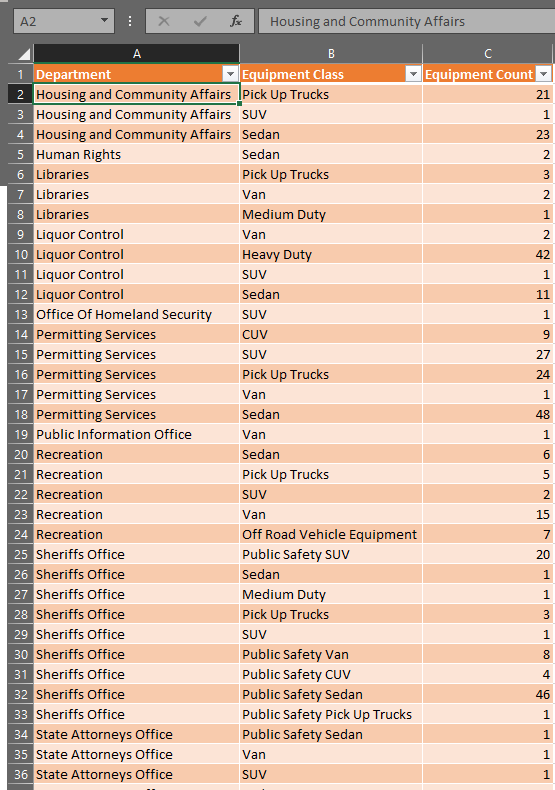 A2 fx Housing and Community Affairs
A B C
1 Department Equipment Class Equipment Count
2 Housing and Community Affairs Pick Up Trucks 21
3 Housing and Community Affairs SUV 1
4 Housing and Community Affairs Sedan 23
5 Human Rights Sedan 2
6 Libraries Pick Up Trucks 3
7 Libraries Van 2
8 Libraries Medium Duty 1
9 Liquor Control Van 2
10 Liquor Control Heavy Duty 42
11 Liquor Control SUV 1
12 Liquor Control Sedan 11
13 Office Of Homeland Security SUV 1
14 Permitting Services CUV 9
15 Permitting Services SUV 27
16 Permitting Services Pick Up Trucks 24
17 Permitting Services Van 1
18 Permitting Services Sedan 48
19 Public Information Office Van 1
20 Recreation Sedan 6
21 Recreation Pick Up Trucks 5
22 Recreation SUV 2
23 Recreation Van 15
24 Recreation Off Road Vehicle Equipment 7
25 Sheriffs Office Public Safety SUV 20
26 Sheriffs Office Sedan 1
27 Sheriffs Office Medium Duty 1
28 Sheriffs Office Pick Up Trucks 3
29 Sheriffs Office SUV 1
30 Sheriffs Office Public Safety Van 8
31 Sheriffs Office Public Safety CUV 4
32 Sheriffs Office Public Safety Sedan 46
33 Sheriffs Office Public Safety Pick Up Trucks 1
34 State Attorneys Office Public Safety Sedan 1
35 State Attorneys Office Van 1
36 State Attorneys Office SUV 1